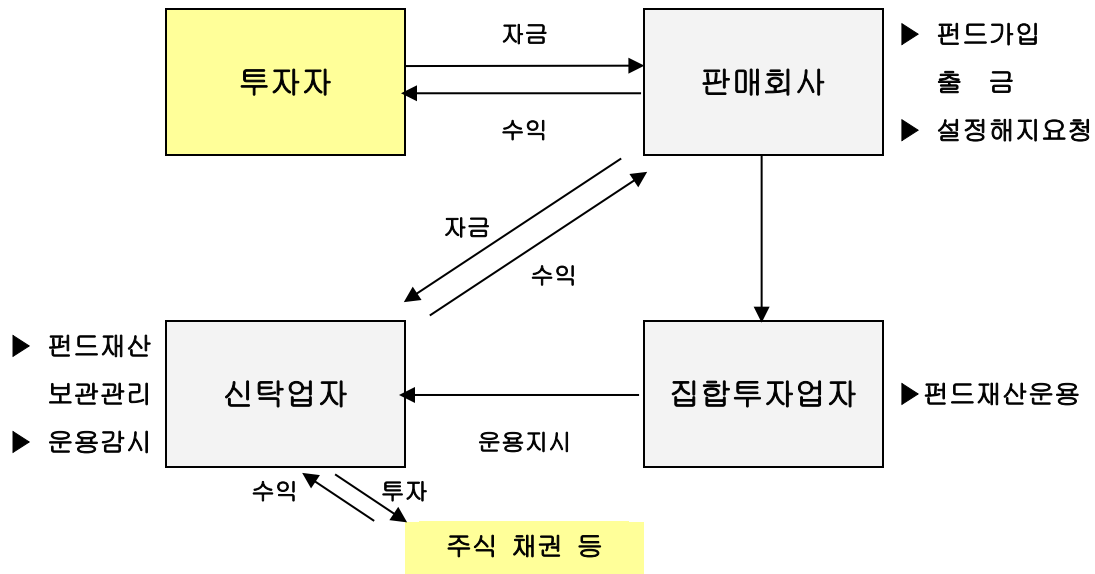 자금
투자자
판매회사
▶ 펀드가입
출 금
▶ 설정해지요청
수익
자금
수익
▶ 펀드재산
보관관리
▶ 운용감시
신탁업자
집합투자업자
▶펀드재산운용
운용지시
수익
투자
주식 채권 등